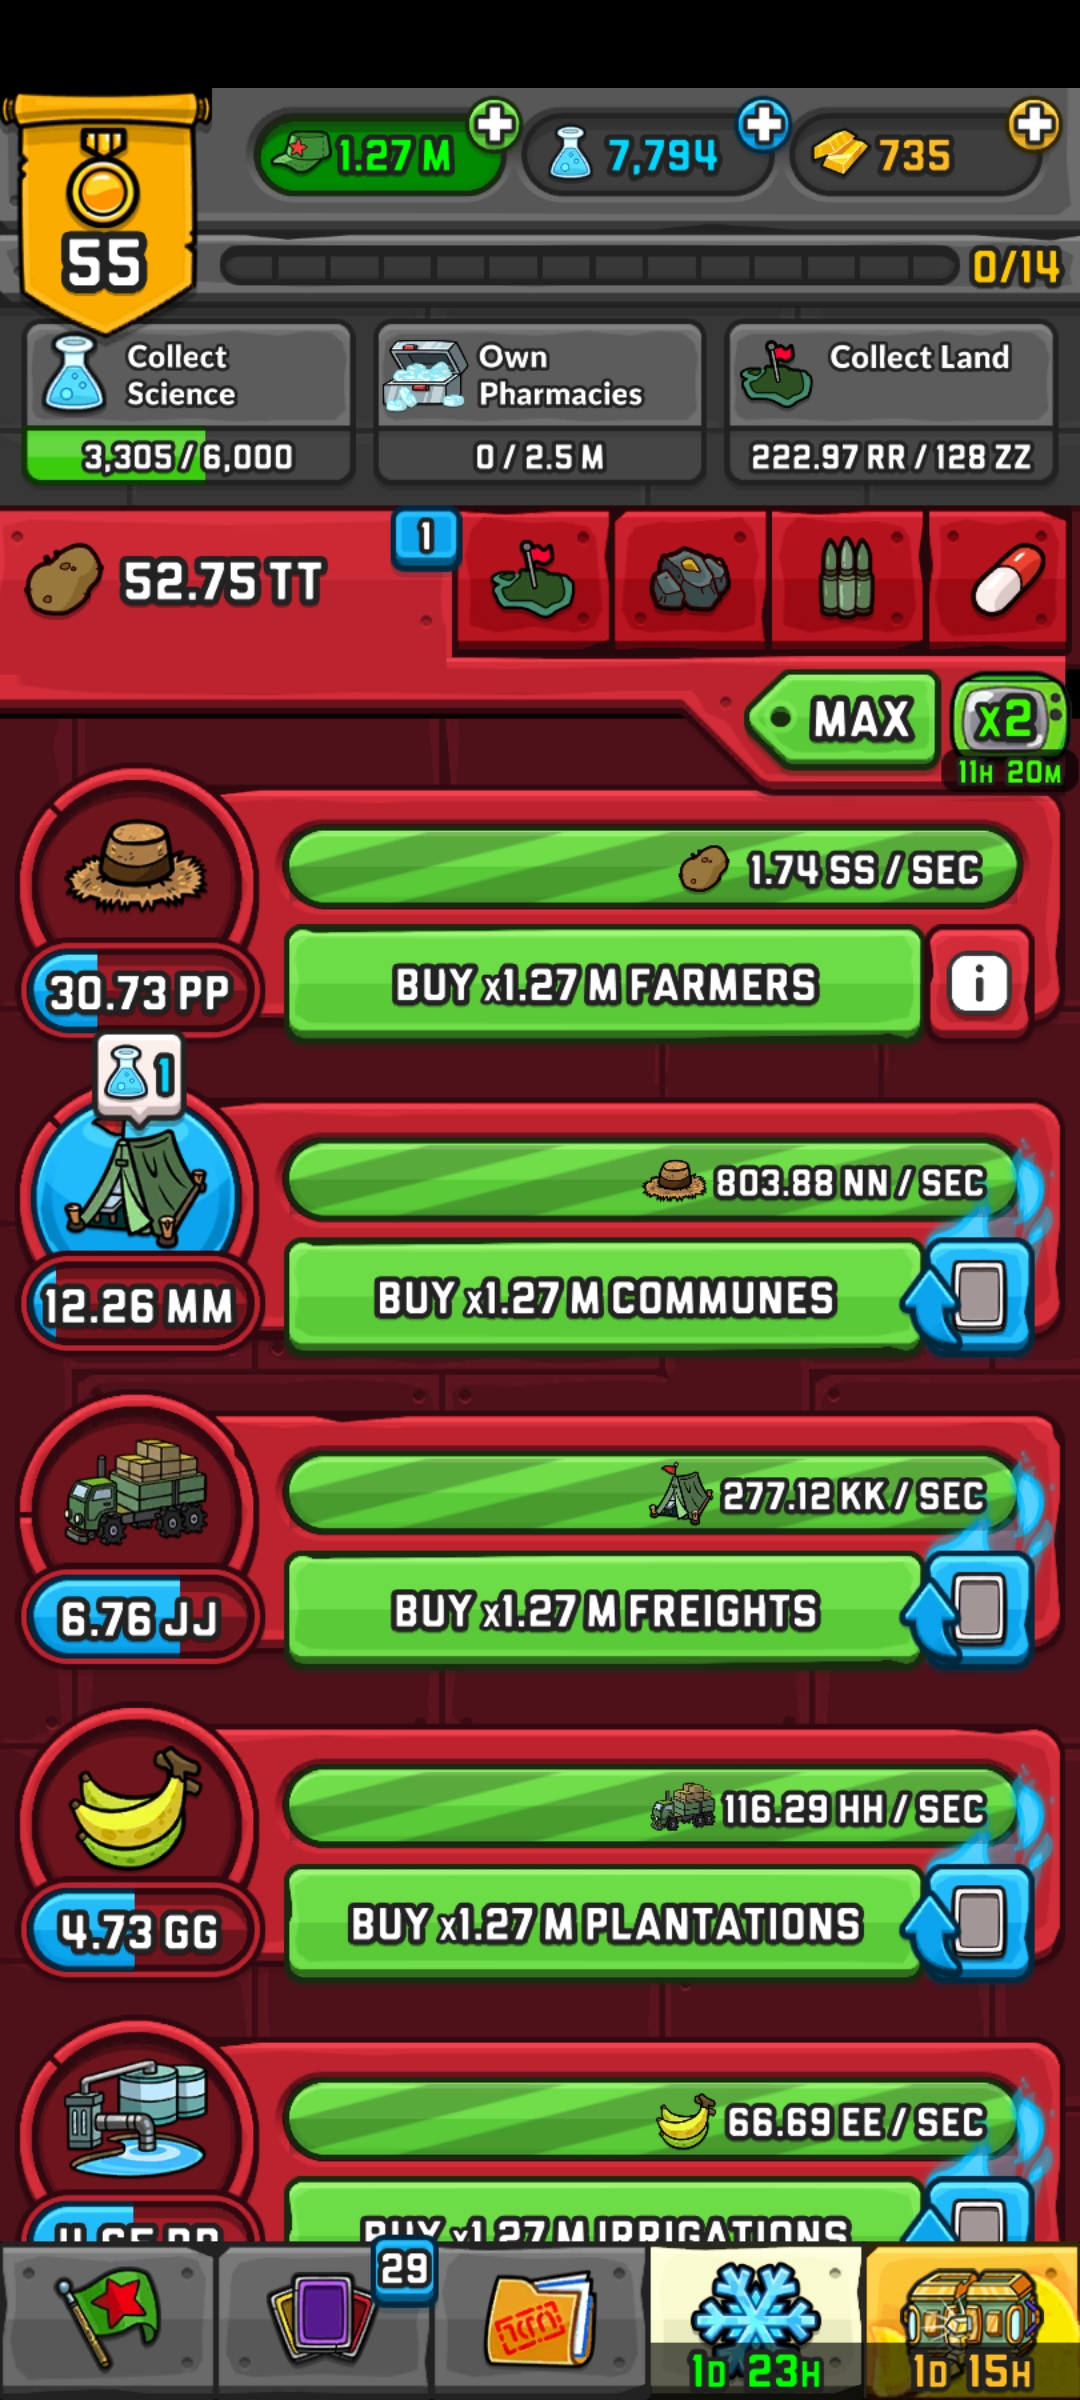 55
1.27 M
7,794
735
0/14
Collect
Science
3,305/6,000
Own
Pharmacies
0/2.5 M
Collect Land
222.97 RR/128 ZZ
52.75 TT
1
MAX
x2
11H 20M
1.74 SS/SEC
30.73 PP
BUY x1.27 M FARMERS
i
1
803.88 NN/SEC
12.26 MM
BUY x1.27 M COMMUNES
277.12 KK/SEC
6.76 JJ
BUY x1.27 M FREIGHTS
116.29 HH/SEC
4.73 GG
BUY x1.27 M PLANTATIONS
66.69 EE/SEC
BUY x1.27 M IRRIGATIONS
29
1D 23H
1D 15H